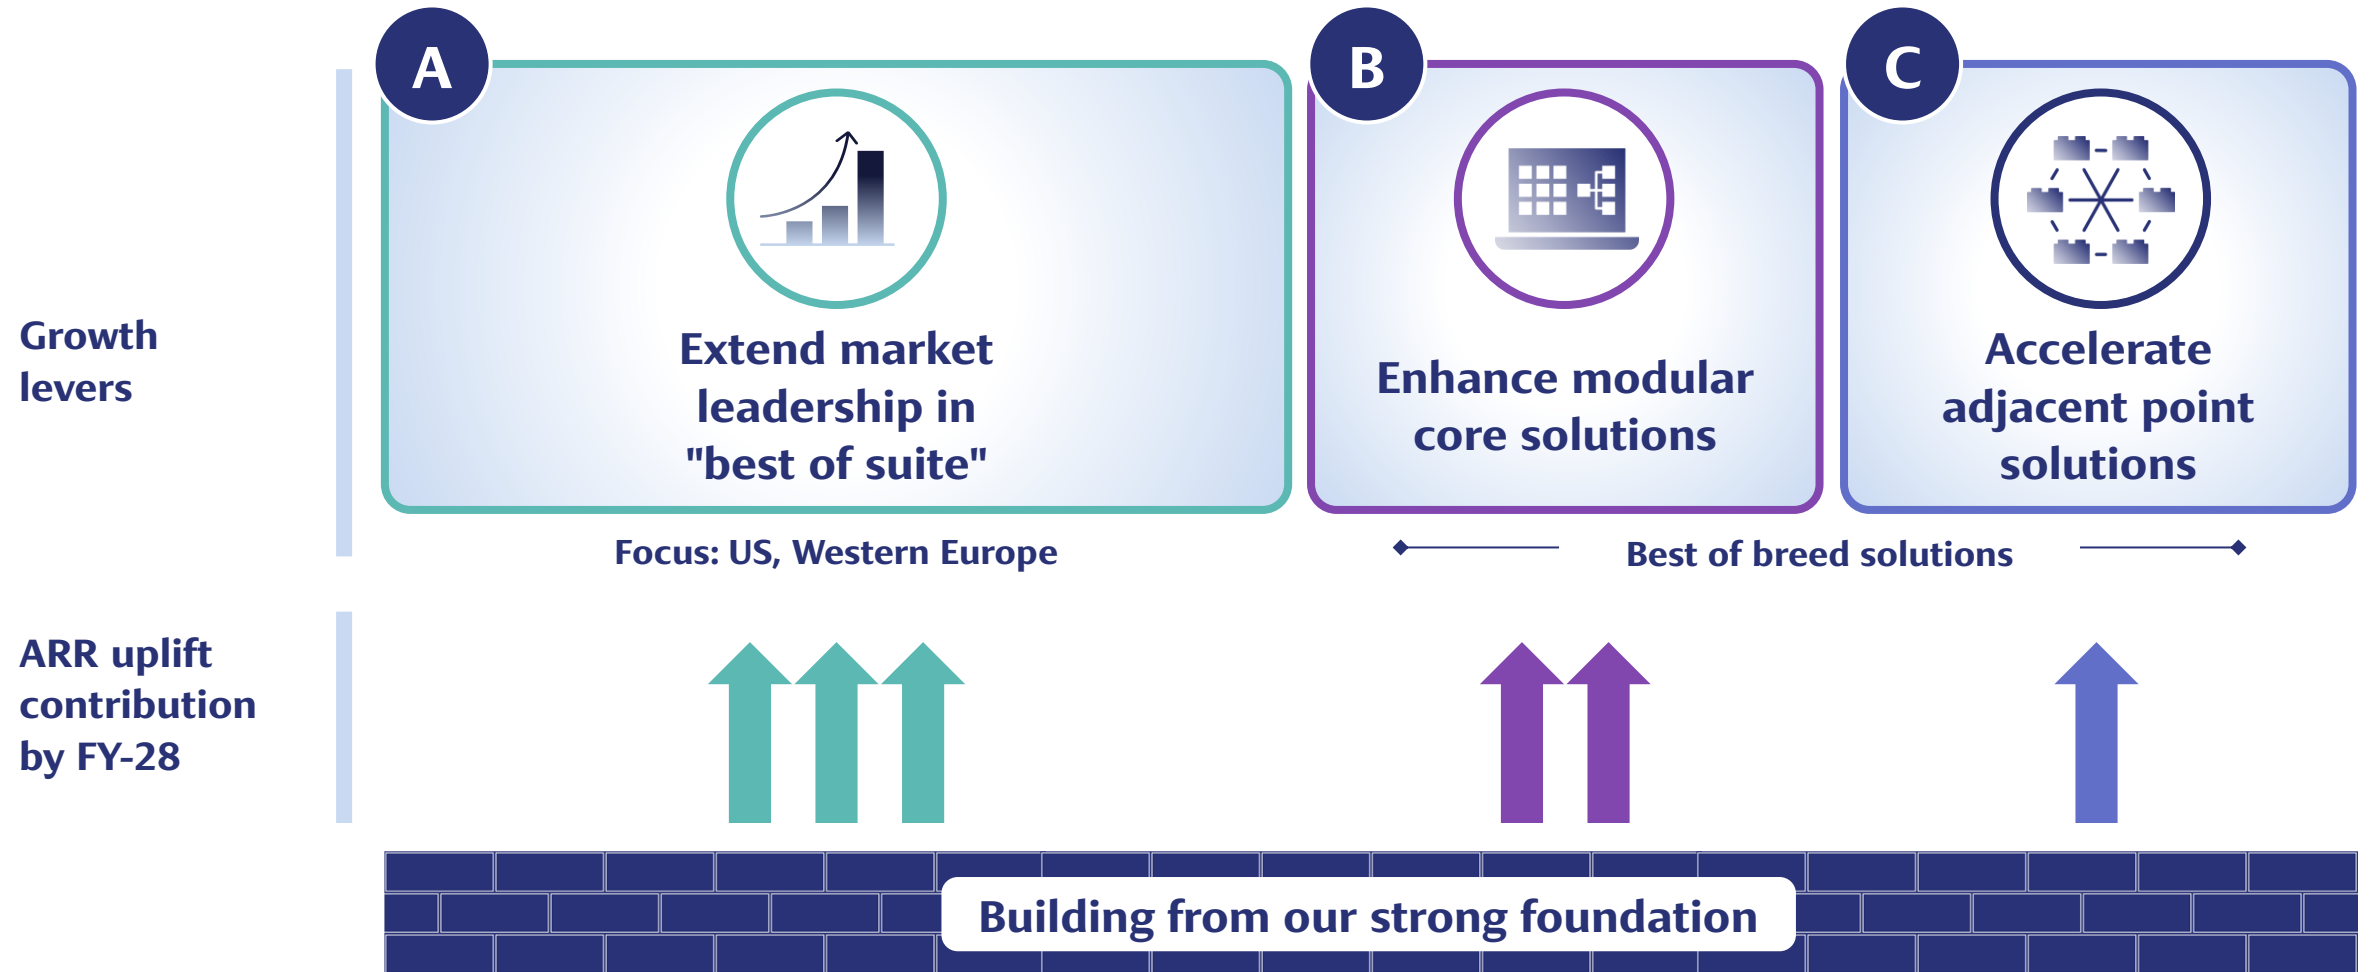 A
B
C
Growth
levers
Extend market
leadership in
"best of suite"
Enhance modular
core solutions
Accelerate
adjacent point
solutions
Focus: US, Western Europe
Best of breed solutions
ARR uplift
contribution
by FY-28
Building from our strong foundation